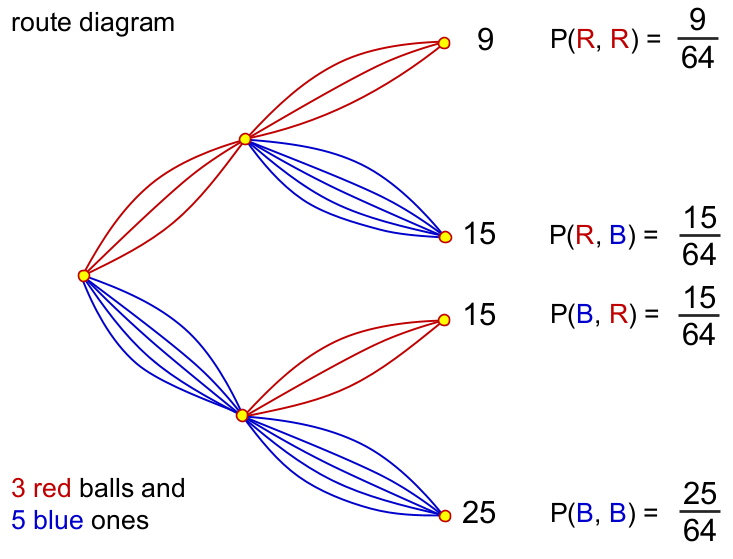 route diagram
9 P(R, R) = 9/64
15 P(R, B) = 15/64
15 P(B, R) = 15/64
25 P(B, B) = 25/64
3 red balls and
5 blue ones